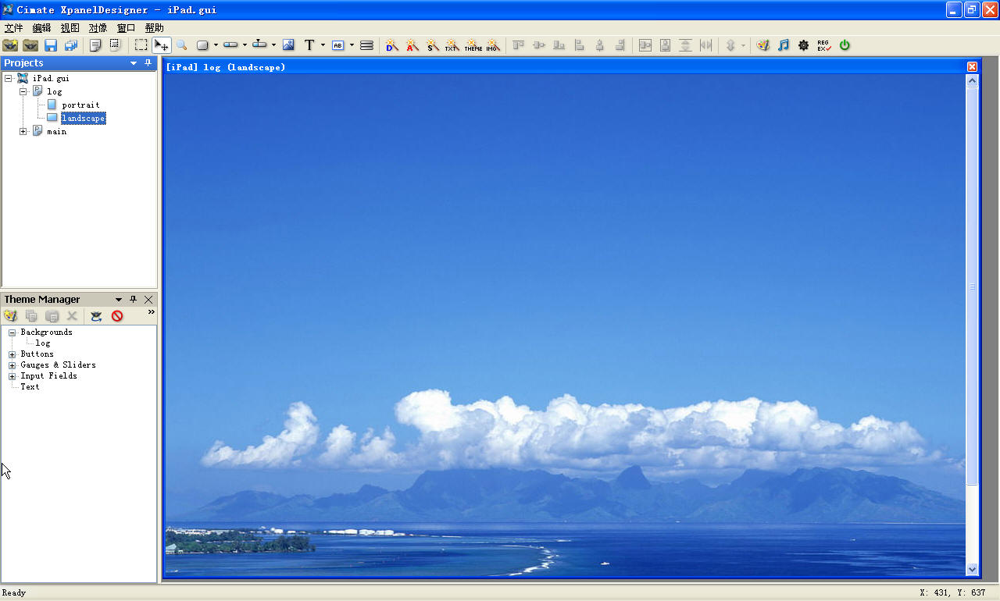 Cimate XpanelDesigner - iPad.gui
文件 编辑 视图 对像 窗口 帮助
T AB D A S TXT THEME IMG REG EX
Projects
iPad.gui
log
portrait
landscape
main
[iPad] log (landscape)
Theme Manager
Backgrounds
log
Buttons
Gauges & Sliders
Input Fields
Text
Ready
X: 431, Y: 637